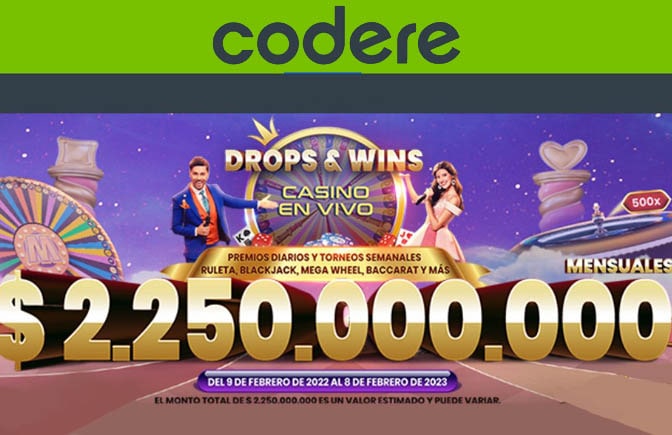 codere
DROPS & WINS
CASINO
EN VIVO
500x
PREMIOS DIARIOS Y TORNEOS SEMANALES
RULETA, BLACKJACK, MEGA WHEEL, BACCARAT Y MÁS
MENSUALES
$ 2.250.000.000
DEL 9 DE FEBRERO DE 2022 AL 8 DE FEBRERO DE 2023
EL MONTO TOTAL DE $ 2.250.000.000 ES UN VALOR ESTIMADO Y PUEDE VARIAR.